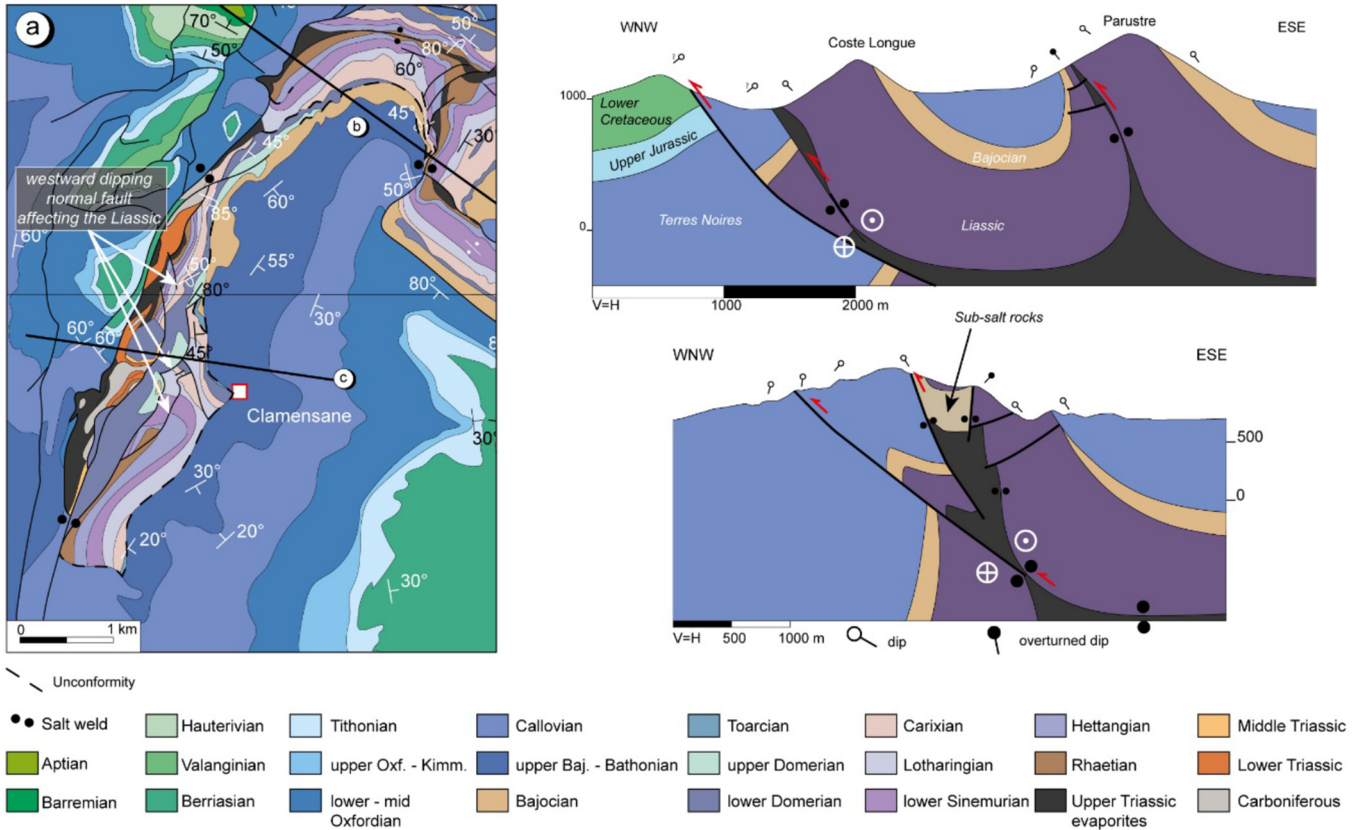 a
70°
50°
50°
80°
60°
45°
30°
b
45°
50°
westward dipping
normal fault
affecting the Liassic
60°
85°
60°
55°
50°
80°
30°
80°
60°
60°
45°
c
Clamensane
30°
30°
20°
20°
30°
0 1 km
WNW
Coste Longue
Parustre
ESE
1000
Lower
Cretaceous
Upper Jurassic
Bajocian
Terres Noires
Liassic
0
V=H
1000
2000 m
Sub-salt rocks
WNW
ESE
500
0
V=H
500
1000 m
dip
overturned dip
Unconformity
Salt weld
Hauterivian
Tithonian
Callovian
Toarcian
Carixian
Hettangian
Middle Triassic
Aptian
Valanginian
upper Oxf. - Kimm.
upper Baj. - Bathonian
upper Domerian
Lotharingian
Rhaetian
Lower Triassic
Barremian
Berriasian
lower - mid
Oxfordian
Bajocian
lower Domerian
lower Sinemurian
Upper Triassic
evaporites
Carboniferous